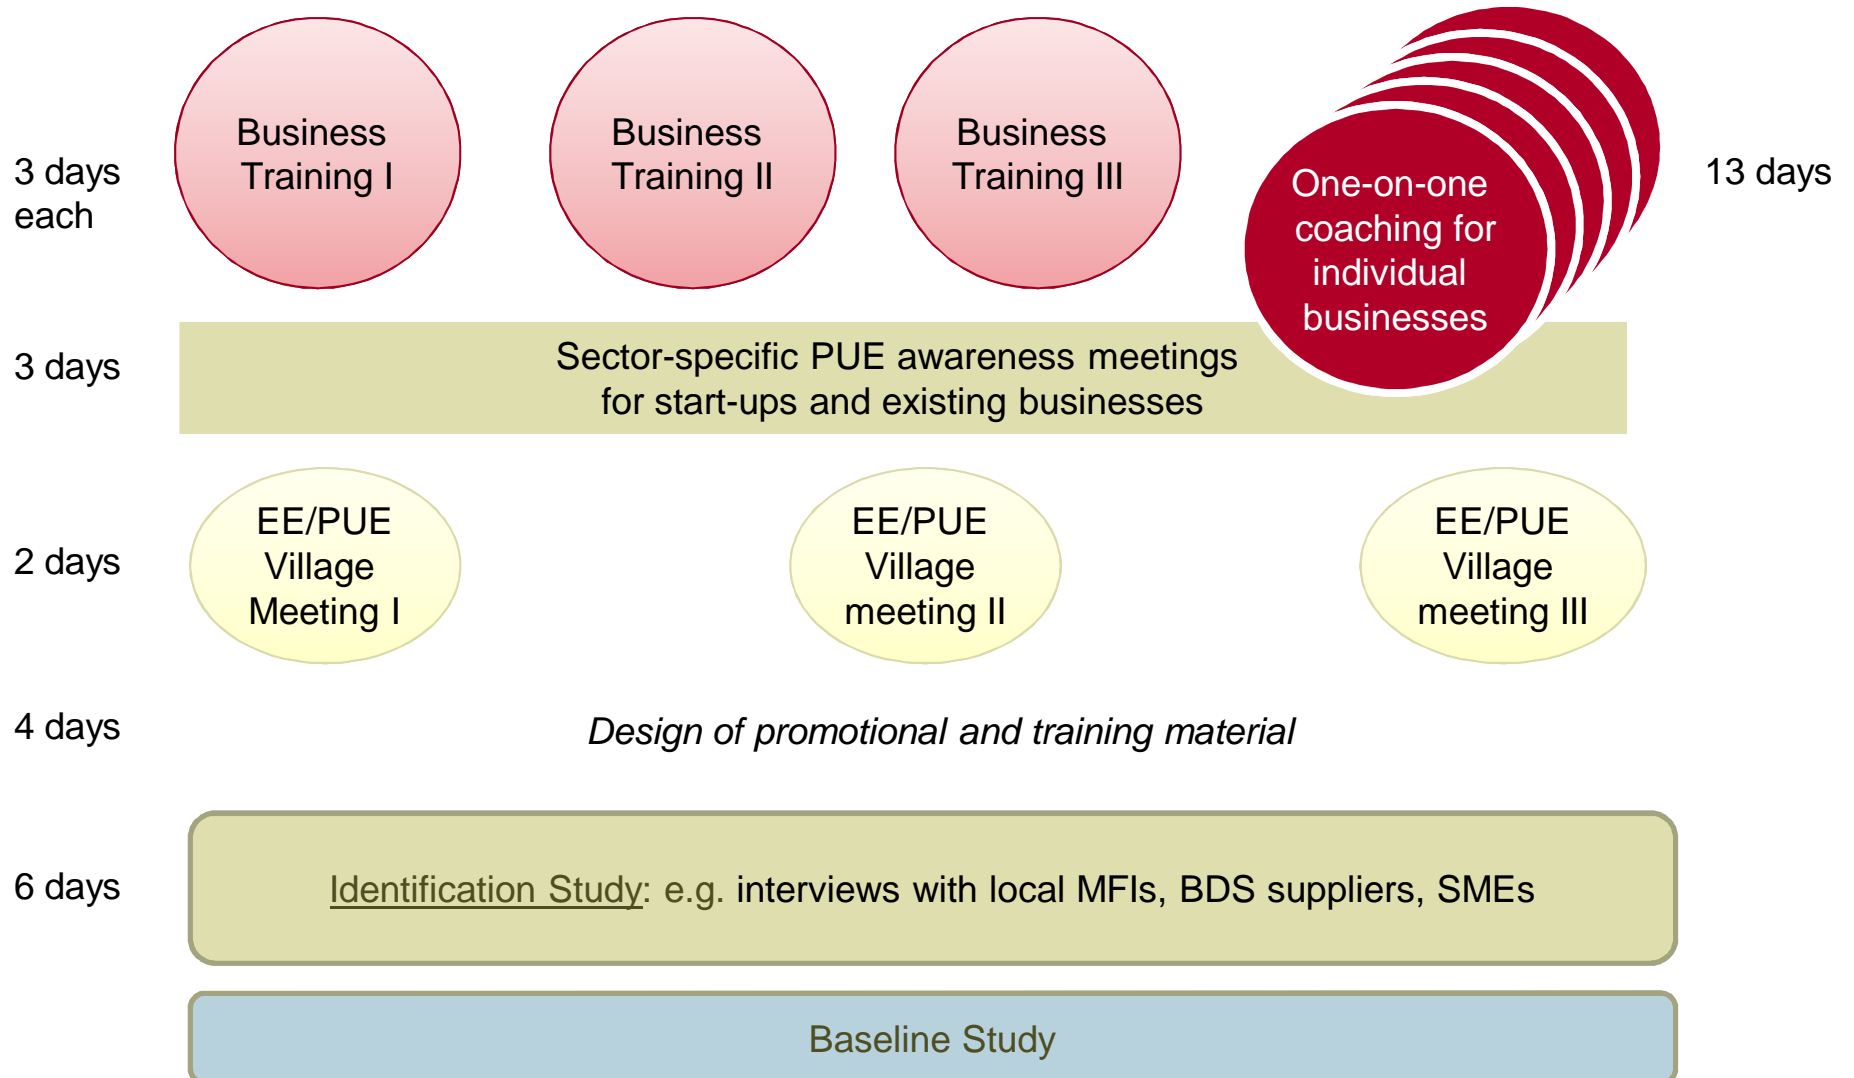 3 days
each
Business
Training I
Business
Training II
Business
Training III
One-on-one
coaching for
individual
businesses
13 days
3 days
Sector-specific PUE awareness meetings
for start-ups and existing businesses
2 days
EE/PUE
Village
Meeting I
EE/PUE
Village
meeting II
EE/PUE
Village
meeting III
4 days
Design of promotional and training material
6 days
Identification Study: e.g. interviews with local MFIs, BDS suppliers, SMEs
Baseline Study